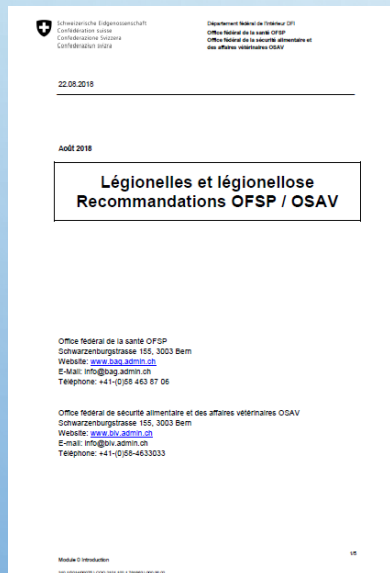 Schweizerische Eidgenossenschaft
Confédération suisse
Confederazione Svizzera
Confederaziun svizra
Département fédéral de l'intérieur DFI
Office fédéral de la santé OFSP
Office fédéral de la sécurité alimentaire et
des affaires vétérinaires OSAV
22.08.2018
Août 2018
Légionelles et légionellose
Recommandations OFSP / OSAV
Office fédéral de la santé OFSP
Schwarzenburgstrasse 155, 3003 Bern
Website: www.bag.admin.ch
E-Mail: info@bag.admin.ch
Téléphone: +41-(0)58 463 87 06
Office fédéral de sécurité alimentaire et des affaires vétérinaires OSAV
Schwarzenburgstrasse 155, 3003 Bern
Website: www.blv.admin.ch
E-mail: info@blv.admin.ch
Téléphone: +41-(0)58-4633033
Module 0 Introduction
1/5